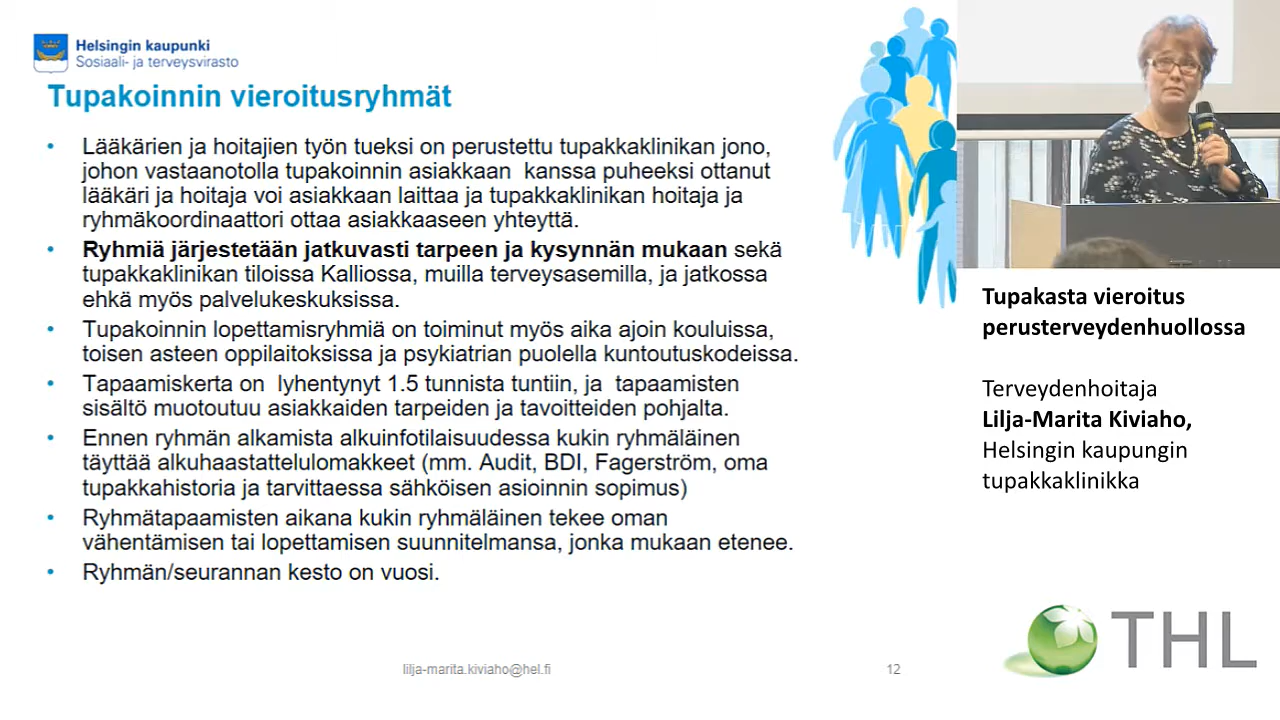 Helsingin kaupunki
Sosiaali- ja terveysvirasto
Tupakoinnin vieroitusryhmät
• Lääkärien ja hoitajien työn tueksi on perustettu tupakkaklinikan jono,
johon vastaanotolla tupakoinnin asiakkaan kanssa puheeksi ottanut
lääkäri ja hoitaja voi asiakkaan laittaa ja tupakkaklinikan hoitaja ja
ryhmäkoordinaattori ottaa asiakkaaseen yhteyttä.
• Ryhmiä järjestetään jatkuvasti tarpeen ja kysynnän mukaan sekä
tupakkaklinikan tiloissa Kalliossa, muilla terveysasemilla, ja jatkossa
ehkä myös palvelukeskuksissa.
• Tupakoinnin lopettamisryhmiä on toiminut myös aika ajoin kouluissa,
toisen asteen oppilaitoksissa ja psykiatrian puolella kuntoutuskodeissa.
• Tapaamiskerta on lyhentynyt 1.5 tunnista tuntiin, ja tapaamisten
sisältö muotoutuu asiakkaiden tarpeiden ja tavoitteiden pohjalta.
• Ennen ryhmän alkamista alkuinfotilaisuudessa kukin ryhmäläinen
täyttää alkuhaastattelulomakkeet (mm. Audit, BDI, Fagerström, oma
tupakkahistoria ja tarvittaessa sähköisen asioinnin sopimus)
• Ryhmätapaamisten aikana kukin ryhmäläinen tekee oman
vähentämisen tai lopettamisen suunnitelmansa, jonka mukaan etenee.
• Ryhmän/seurannan kesto on vuosi.
lilja-marita.kiviaho@hel.fi
12
Tupakasta vieroitus
perusterveydenhuollossa
Terveydenhoitaja
Lilja-Marita Kiviaho,
Helsingin kaupungin
tupakkaklinikka
THL